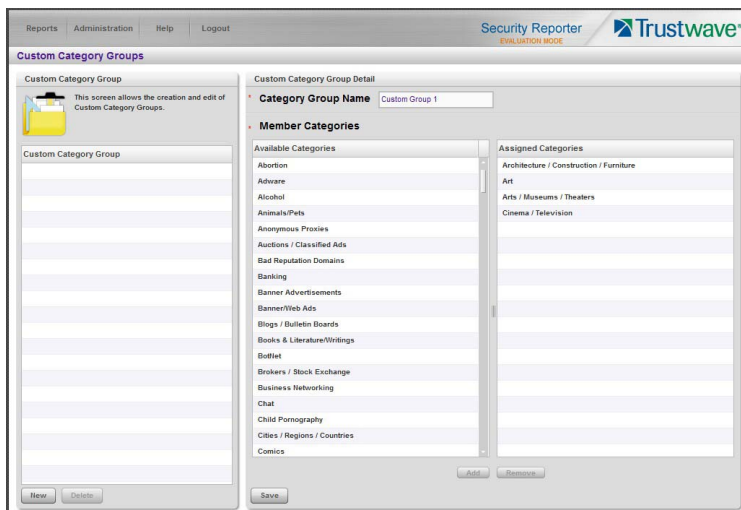 Reports Administration Help Logout
Security Reporter
EVALUATION MODE
Trustwave®
Custom Category Groups
Custom Category Group
This screen allows the creation and edit of
Custom Category Groups.
Custom Category Group
New Delete
Custom Category Group Detail
* Category Group Name Custom Group 1
* Member Categories
Available Categories
Abortion
Adware
Alcohol
Animals/Pets
Anonymous Proxies
Auctions / Classified Ads
Bad Reputation Domains
Banking
Banner Advertisements
Banner/Web Ads
Blogs / Bulletin Boards
Books & Literature/Writings
BotNet
Brokers / Stock Exchange
Business Networking
Chat
Child Pornography
Cities / Regions / Countries
Comics
Assigned Categories
Architecture / Construction / Furniture
Art
Arts / Museums / Theaters
Cinema / Television
Add Remove
Save